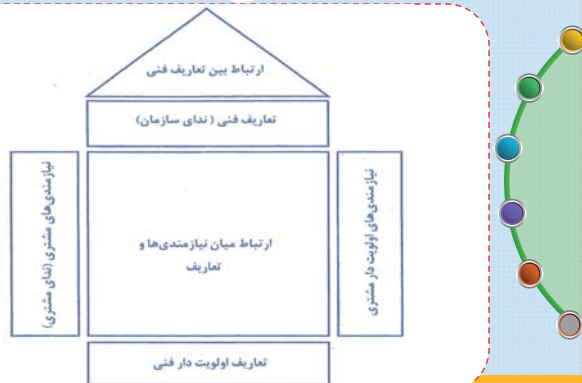 ارتباط بین تعاریف فنی
تعاریف فنی ( ندای سازمان)
نیازمندی‌های اولویت دار مشتری
ارتباط میان نیازمندی‌ها و
تعاریف
نیازمندی‌های مشتری (ندای مشتری)
تعاریف اولویت دار فنی